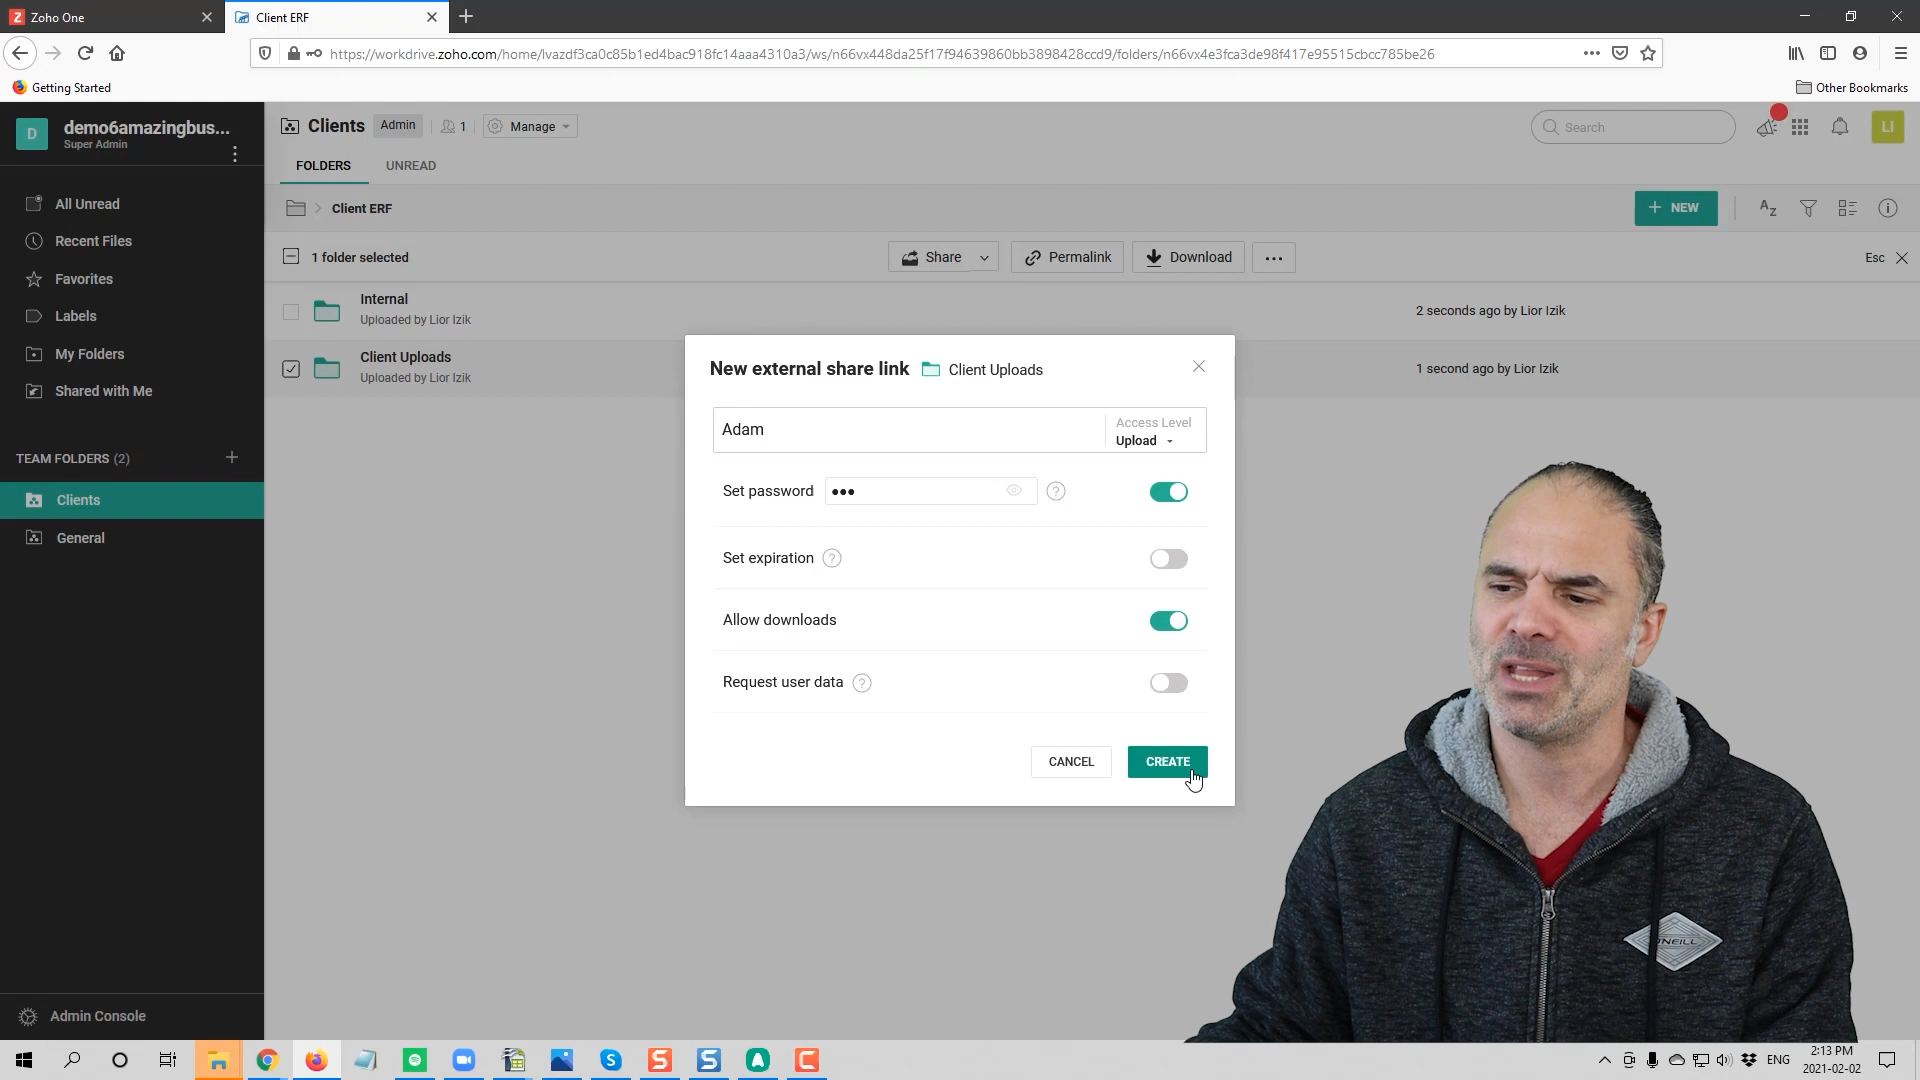 Zoho One
Client ERF
https://workdrive.zoho.com/home/lvazdf3ca0c85b1ed4bac918fc14aaa4310a3/ws/n66vx448da25f17f94639860bb3898428ccd9/folders/n66vx4e3fca3de98f417e95515cbcc785be26
Getting Started
Other Bookmarks
D
demo6amazingbus...
Super Admin
Clients
Admin
1
Manage
Search
LI
FOLDERS
UNREAD
Client ERF
+ NEW
AZ
All Unread
Recent Files
Favorites
Labels
My Folders
Shared with Me
TEAM FOLDERS (2)
Clients
General
Admin Console
1 folder selected
Share
Permalink
Download
Esc
Internal
Uploaded by Lior Izik
2 seconds ago by Lior Izik
Client Uploads
Uploaded by Lior Izik
1 second ago by Lior Izik
New external share link
Client Uploads
Adam
Access Level
Upload
Set password
Set expiration
Allow downloads
Request user data
CANCEL
CREATE
O'NEILL
ENG
2:13 PM
2021-02-02